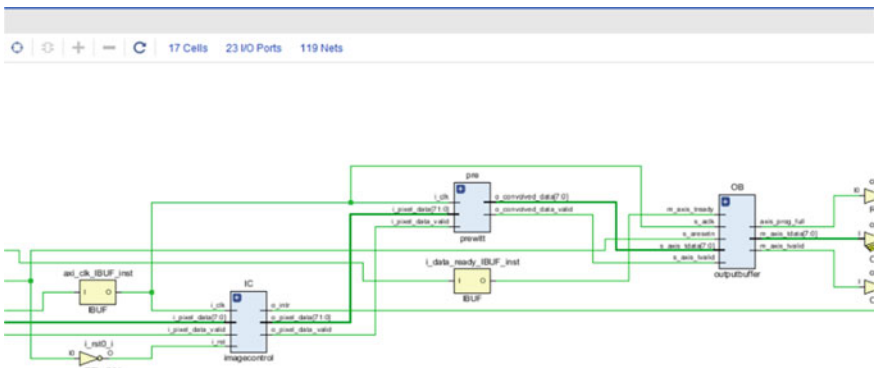 17 Cells 23 I/O Ports 119 Nets
pre
i_clk
o_convolved_data[7:0]
i_pixel_data[71:0]
o_convolved_data_valid
i_pixel_data_valid
prewitt
OB
m_axis_tready
s_aclk
axis_prog_full
s_aresetn
m_axis_tdata[7:0]
s_axis_tdata[7:0]
m_axis_tvalid
s_axis_tvalid
outputbuffer
I0
I
I
axi_clk_IBUF_inst
I O
IBUF
i_data_ready_IBUF_inst
I O
IBUF
IC
i_clk
o_intr
i_pixel_data[7:0]
o_pixel_data[71:0]
i_pixel_data_valid
o_pixel_data_valid
i_rst
imagecontrol
i_rst0_i
I0 O